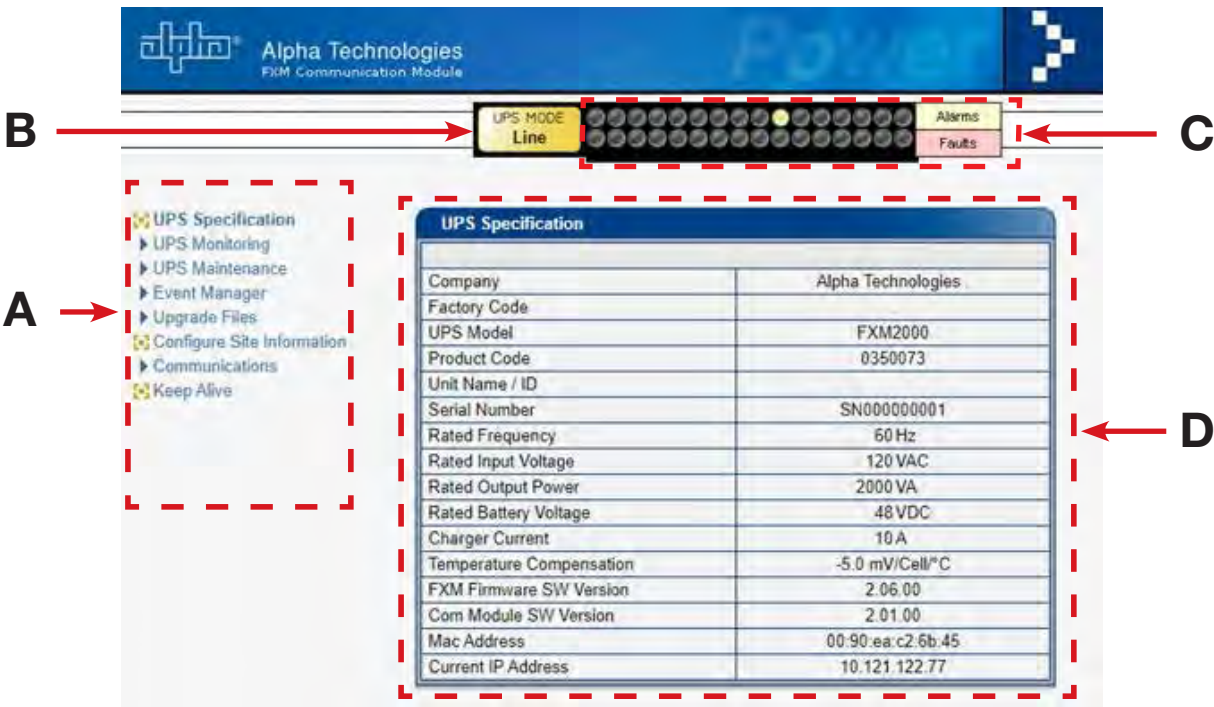 alpha®
Alpha Technologies
FXM Communication Module
Power
B
UPS MODE
Line
Alarms
Faults
C
A
UPS Specification
UPS Monitoring
UPS Maintenance
Event Manager
Upgrade Files
Configure Site Information
Communications
Keep Alive
UPS Specification
Company Alpha Technologies
Factory Code
UPS Model FXM2000
Product Code 0350073
Unit Name / ID
Serial Number SN000000001
Rated Frequency 60 Hz
Rated Input Voltage 120 VAC
Rated Output Power 2000 VA
Rated Battery Voltage 48 VDC
Charger Current 10 A
Temperature Compensation -5.0 mV/Cell/°C
FXM Firmware SW Version 2.06.00
Com Module SW Version 2.01.00
Mac Address 00:90:ea:c2:6b:45
Current IP Address 10.121.122.77
D